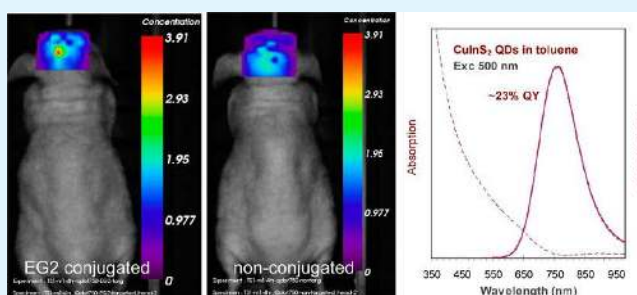 Concentration
3.91
2.93
1.95
0.977
0
EG2 conjugated
Concentration
3.91
2.93
1.95
0.977
0
non-conjugated
CuInS₂ QDs in toluene
Exc 500 nm
~23% QY
Absorption
350 450 550 650 750 850 950
Wavelength (nm)